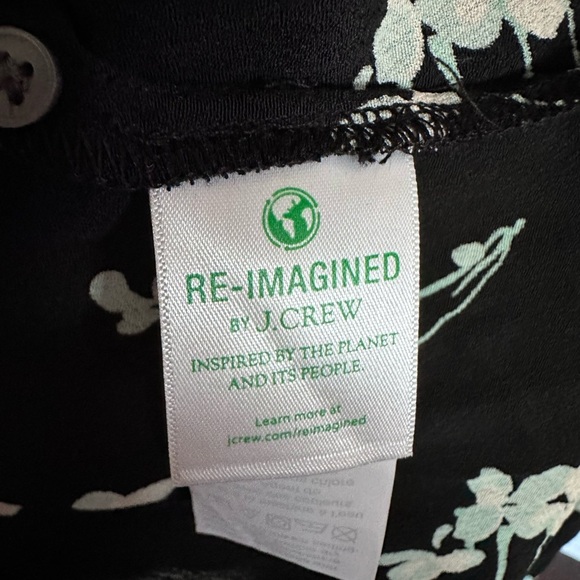 RE-IMAGINED
BY J.CREW
INSPIRED BY THE PLANET
AND ITS PEOPLE.
Learn more at
jcrew.com/reimagined